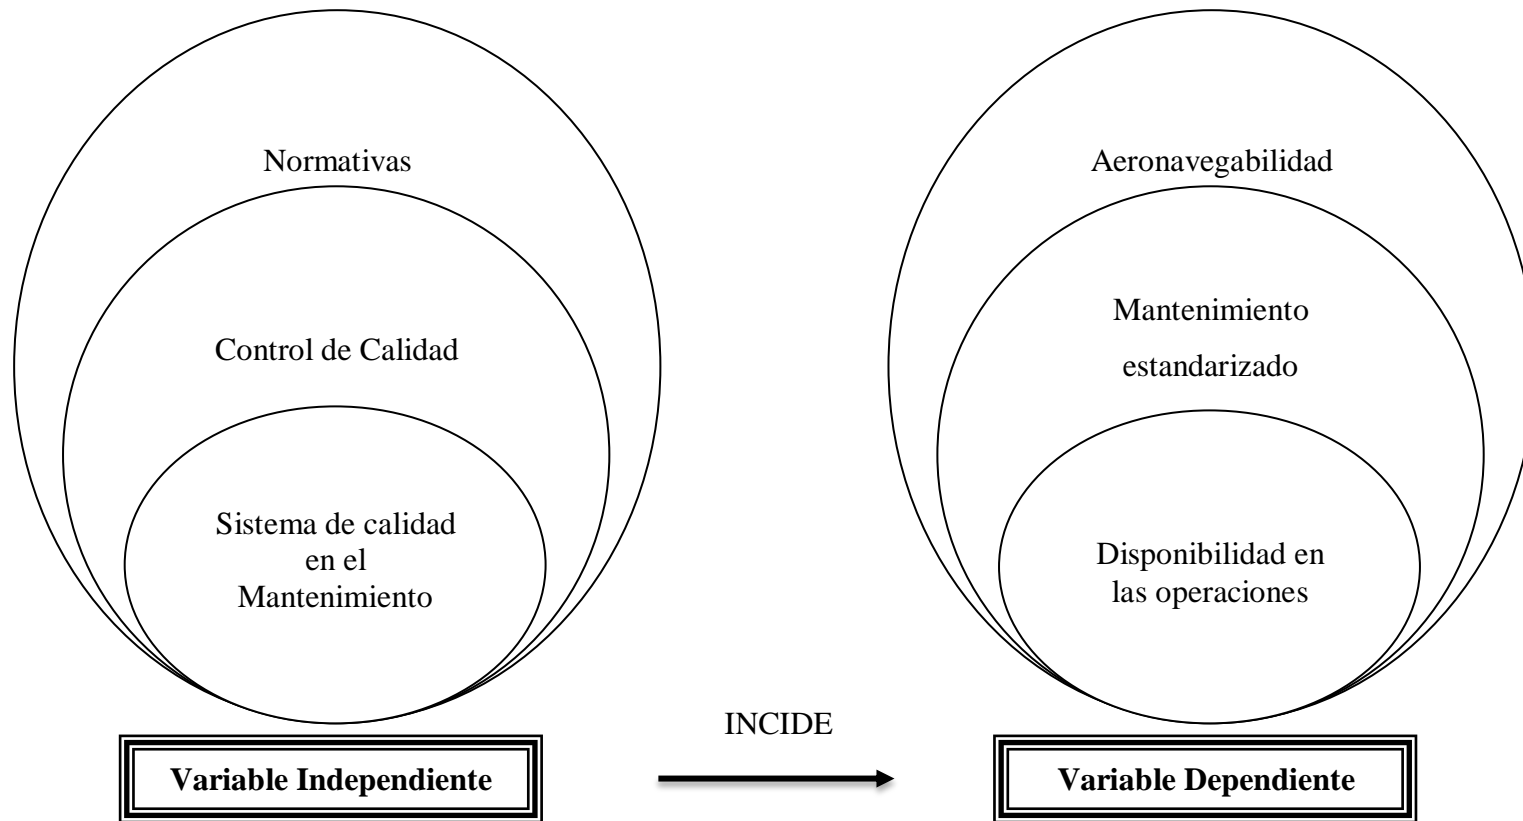 Normativas
Control de Calidad
Sistema de calidad
en el
Mantenimiento
Variable Independiente
INCIDE
Aeronavegabilidad
Mantenimiento
estandarizado
Disponibilidad en
las operaciones
Variable Dependiente